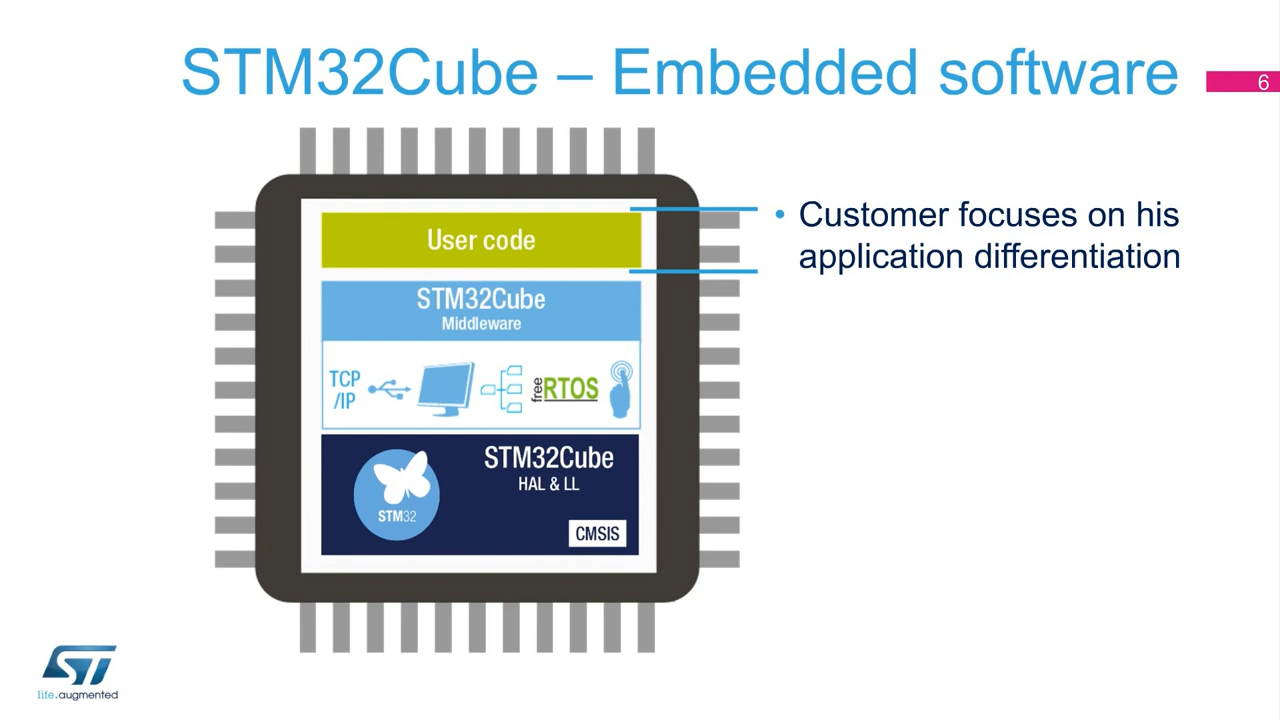 STM32Cube – Embedded software
6
User code
• Customer focuses on his
application differentiation
STM32Cube
Middleware
TCP
/IP
free RTOS
STM32Cube
HAL & LL
STM32
CMSIS
ST
life.augmented